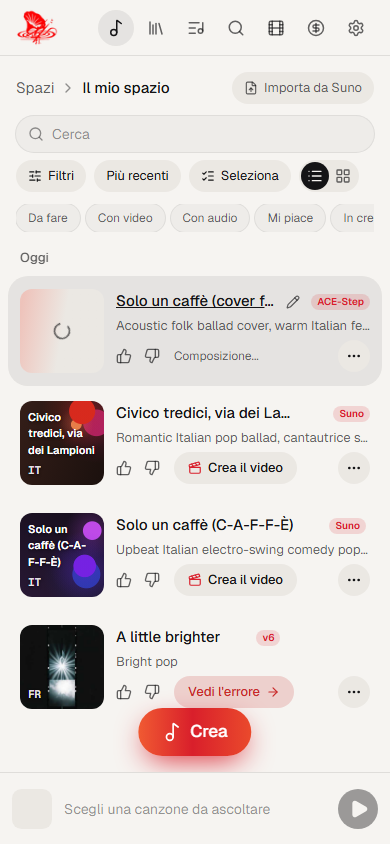 Spazi > Il mio spazio
Importa da Suno
Cerca
Filtri
Più recenti
Seleziona
Da fare
Con video
Con audio
Mi piace
In cre
Oggi
Solo un caffè (cover f...
ACE-Step
Acoustic folk ballad cover, warm Italian fe...
Composizione...
Civico tredici, via dei Lampioni
IT
Civico tredici, via dei La...
Suno
Romantic Italian pop ballad, cantautrice s...
Crea il video
Solo un caffè (C-A-F-F-È)
IT
Solo un caffè (C-A-F-F-È)
Suno
Upbeat Italian electro-swing comedy pop...
Crea il video
FR
A little brighter
v6
Bright pop
Vedi l'errore →
Crea
Scegli una canzone da ascoltare